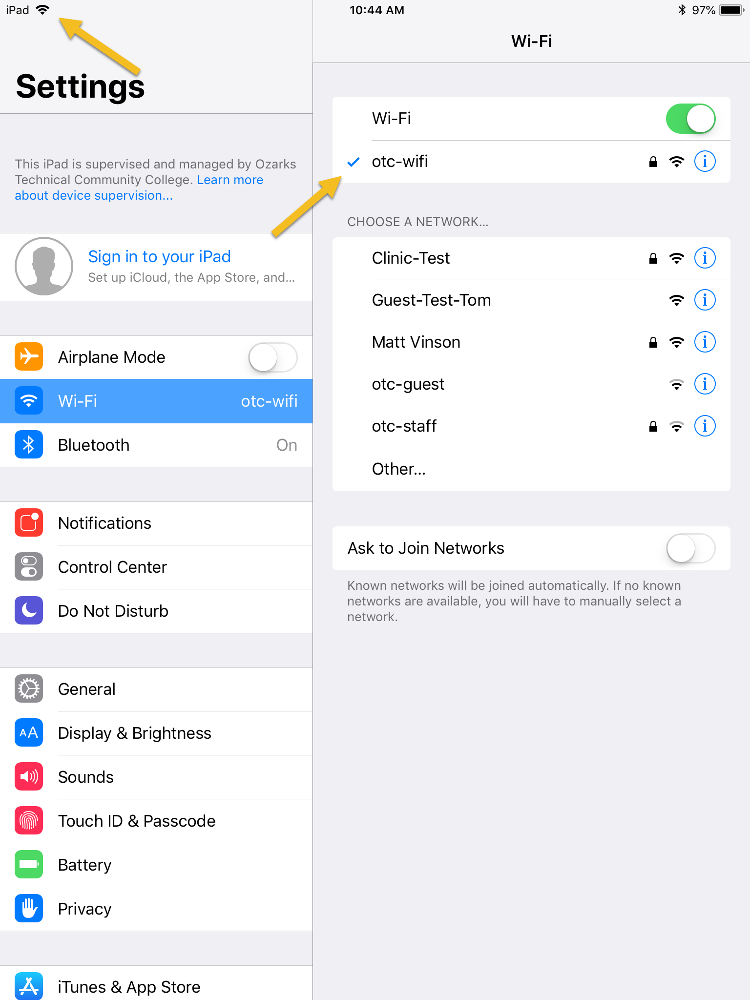 iPad
10:44 AM
97%
Settings
This iPad is supervised and managed by Ozarks
Technical Community College. Learn more
about device supervision...
Sign in to your iPad
Set up iCloud, the App Store, and...
Airplane Mode
Wi-Fi otc-wifi
Bluetooth On
Notifications
Control Center
Do Not Disturb
General
AA Display & Brightness
Sounds
Touch ID & Passcode
Battery
Privacy
iTunes & App Store
Wi-Fi
Wi-Fi
otc-wifi
CHOOSE A NETWORK...
Clinic-Test
Guest-Test-Tom
Matt Vinson
otc-guest
otc-staff
Other...
Ask to Join Networks
Known networks will be joined automatically. If no known
networks are available, you will have to manually select a
network.